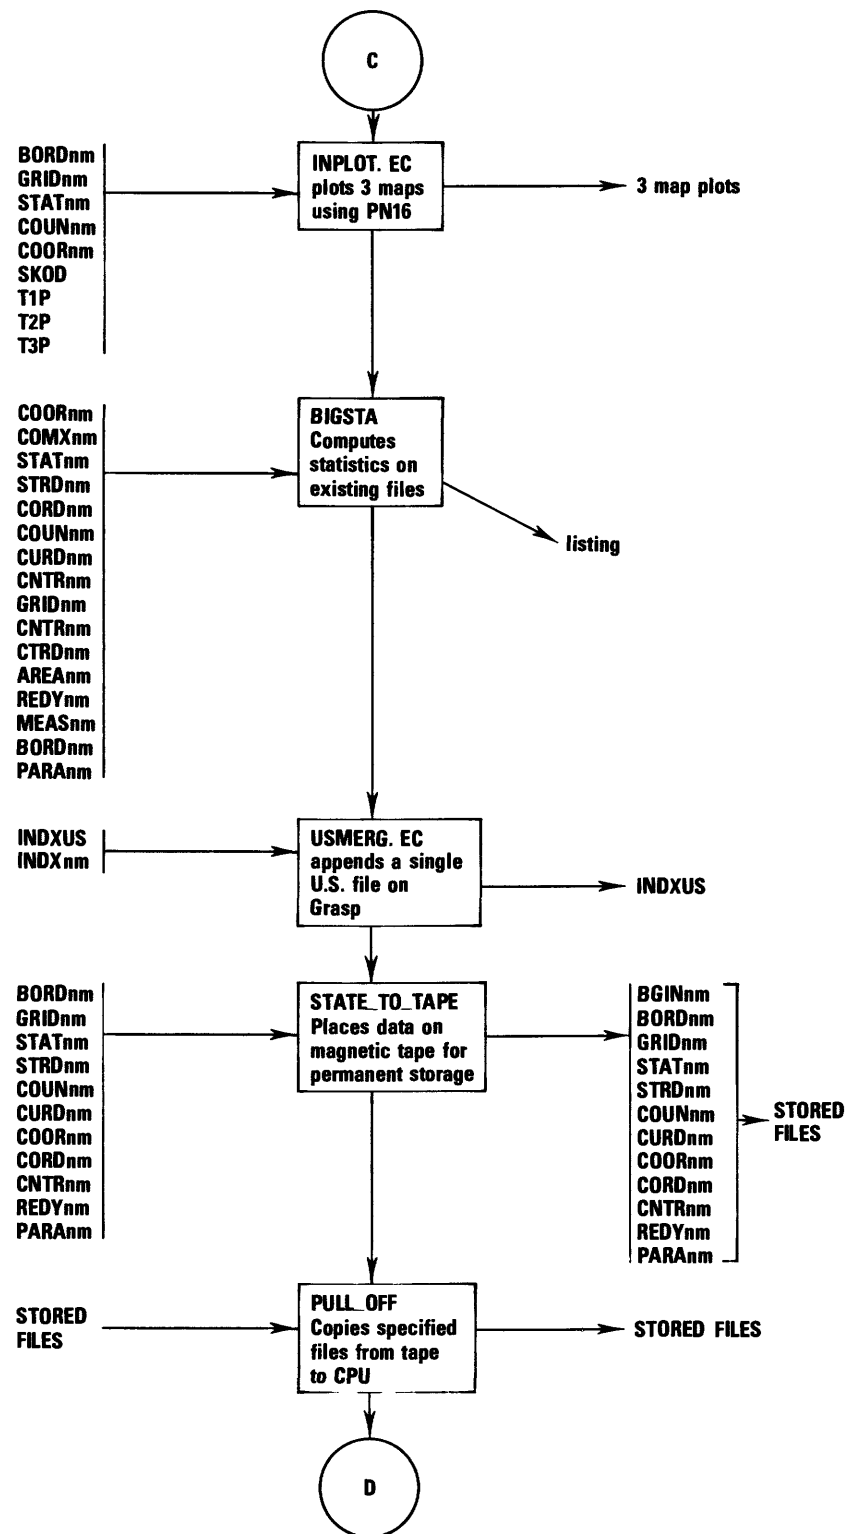 C
BORDnm
GRIDnm
STATnm
COUNnm
COORnm
SKOD
T1P
T2P
T3P
INPLOT. EC
plots 3 maps
using PN16
3 map plots
COORnm
COMXnm
STATnm
STRDnm
CORDnm
COUNnm
CURDnm
CNTRnm
GRIDnm
CNTRnm
CTRDnm
AREAnm
REDYnm
MEASnm
BORDnm
PARAnm
BIGSTA
Computes
statistics on
existing files
listing
INDXUS
INDXnm
USMERG. EC
appends a single
U.S. file on
Grasp
INDXUS
BORDnm
GRIDnm
STATnm
STRDnm
COUNnm
CURDnm
COORnm
CORDnm
CNTRnm
REDYnm
PARAnm
STATE_TO_TAPE
Places data on
magnetic tape for
permanent storage
BGINnm
BORDnm
GRIDnm
STATnm
STRDnm
COUNnm
CURDnm
COORnm
CORDnm
CNTRnm
REDYnm
PARAnm
STORED
FILES
STORED
FILES
PULL_OFF
Copies specified
files from tape
to CPU
STORED FILES
D